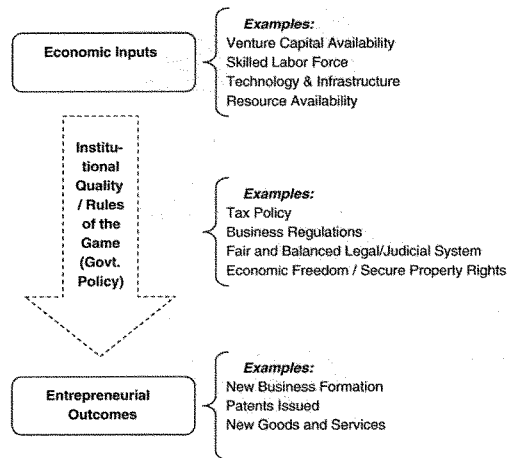 Economic Inputs
Examples:
Venture Capital Availability
Skilled Labor Force
Technology & Infrastructure
Resource Availability
Institu-
tional
Quality
/ Rules
of the
Game
(Govt.
Policy)
Examples:
Tax Policy
Business Regulations
Fair and Balanced Legal/Judicial System
Economic Freedom / Secure Property Rights
Entrepreneurial
Outcomes
Examples:
New Business Formation
Patents Issued
New Goods and Services